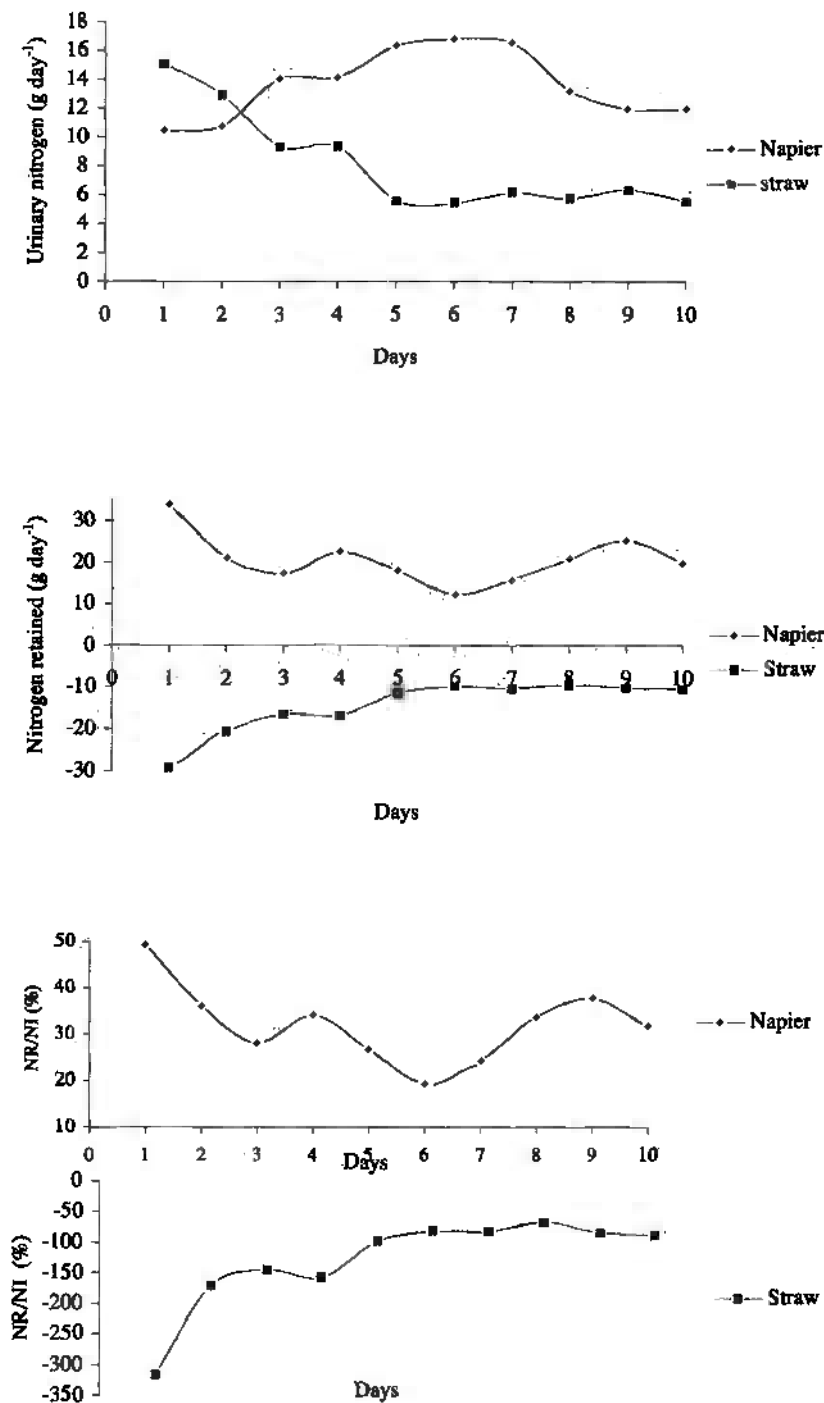 Urinary nitrogen (g day⁻¹)
18
16
14
12
10
8
6
4
2
0
0 1 2 3 4 5 6 7 8 9 10
Days
Napier
straw
Nitrogen retained (g day⁻¹)
30
20
10
0
-10
-20
-30
0 1 2 3 4 5 6 7 8 9 10
Days
Napier
Straw
NR/NI (%)
50
40
30
20
10
0 1 2 3 4 5 6 7 8 9 10
Days
Napier
NR/NI (%)
0
-50
-100
-150
-200
-250
-300
-350
Days
Straw